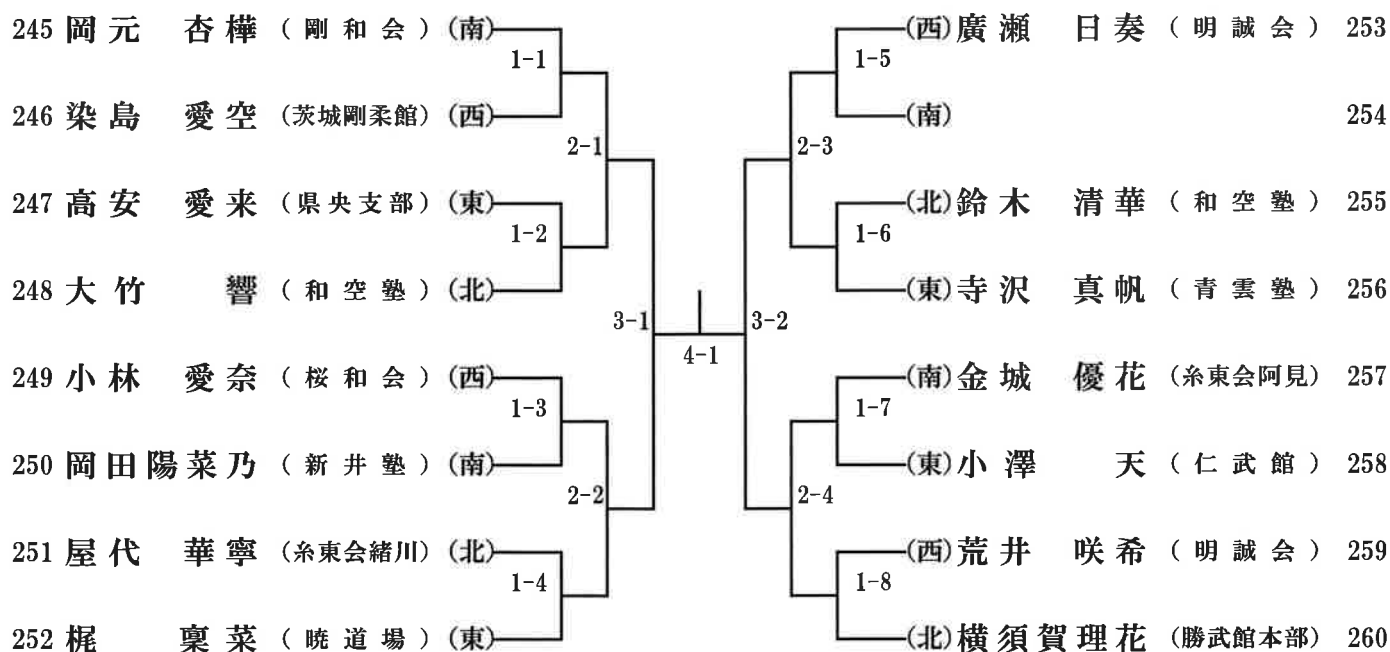 245 岡元 杏樺 (剛和会) (南)
1-1
246 染島 愛空 (茨城剛柔館) (西)
2-1
247 高安 愛来 (県央支部) (東)
1-2
248 大竹 響 (和空塾) (北)
3-1
249 小林 愛奈 (桜和会) (西)
1-3
250 岡田陽菜乃 (新井塾) (南)
2-2
251 屋代 華寧 (糸東会緒川) (北)
1-4
252 梶 稟菜 (暁道場) (東)
4-1
(西) 廣瀬 日奏 (明誠会) 253
1-5
(南) 254
2-3
(北) 鈴木 清華 (和空塾) 255
1-6
(東) 寺沢 真帆 (青雲塾) 256
3-2
(南) 金城 優花 (糸東会阿見) 257
1-7
(東) 小澤 天 (仁武館) 258
2-4
(西) 荒井 咲希 (明誠会) 259
1-8
(北) 横須賀理花 (勝武館本部) 260